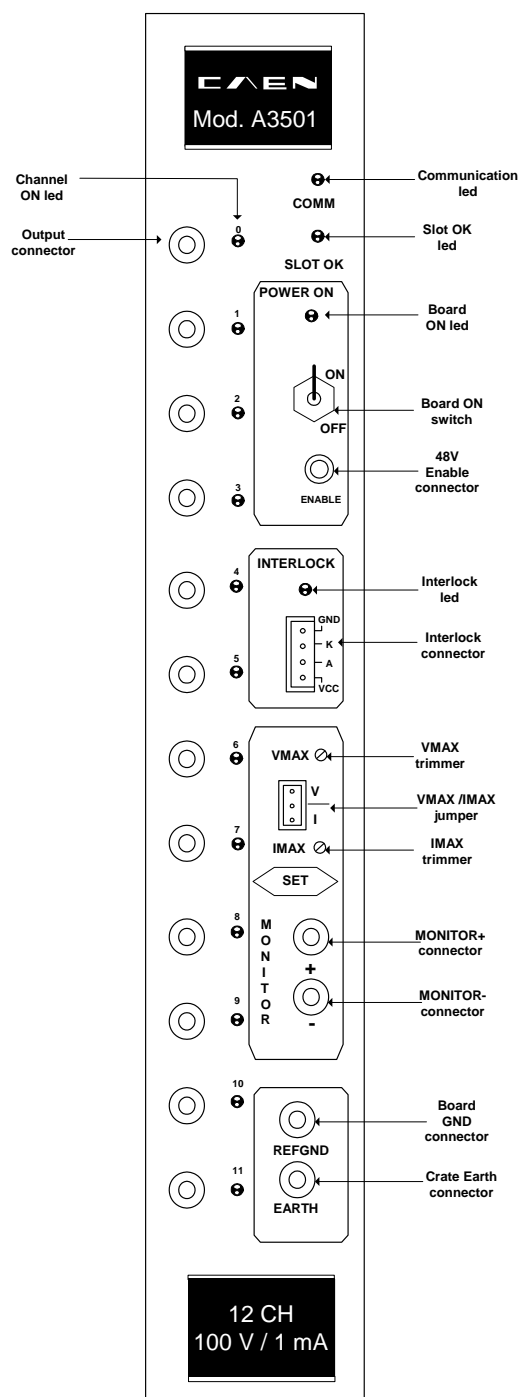 CAEN
Mod. A3501
Channel
ON led
Output
connector
Communication
led
COMM
Slot OK
led
SLOT OK
0
POWER ON
Board
ON led
1
ON
2
Board ON
switch
OFF
48V
Enable
connector
3
ENABLE
4
INTERLOCK
Interlock
led
GND
K
A
VCC
Interlock
connector
5
6
VMAX
VMAX
trimmer
V
I
VMAX /IMAX
jumper
7
IMAX
IMAX
trimmer
SET
8
MONITOR
+
MONITOR+
connector
9
-
MONITOR-
connector
10
REFGND
Board
GND
connector
11
EARTH
Crate Earth
connector
12 CH
100 V / 1 mA